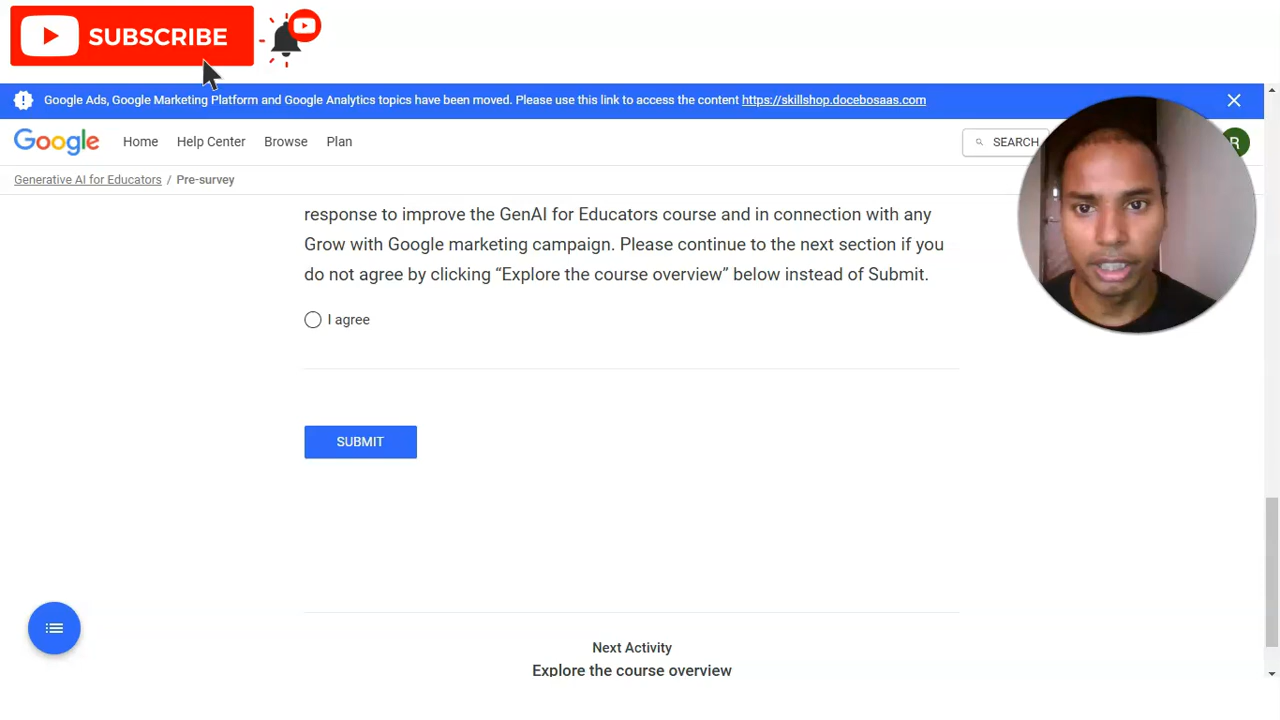 SUBSCRIBE
Google Ads, Google Marketing Platform and Google Analytics topics have been moved. Please use this link to access the content https://skillshop.docebosaas.com
Google Home Help Center Browse Plan SEARCH R
Generative AI for Educators / Pre-survey
response to improve the GenAI for Educators course and in connection with any
Grow with Google marketing campaign. Please continue to the next section if you
do not agree by clicking “Explore the course overview” below instead of Submit.
I agree
SUBMIT
Next Activity
Explore the course overview